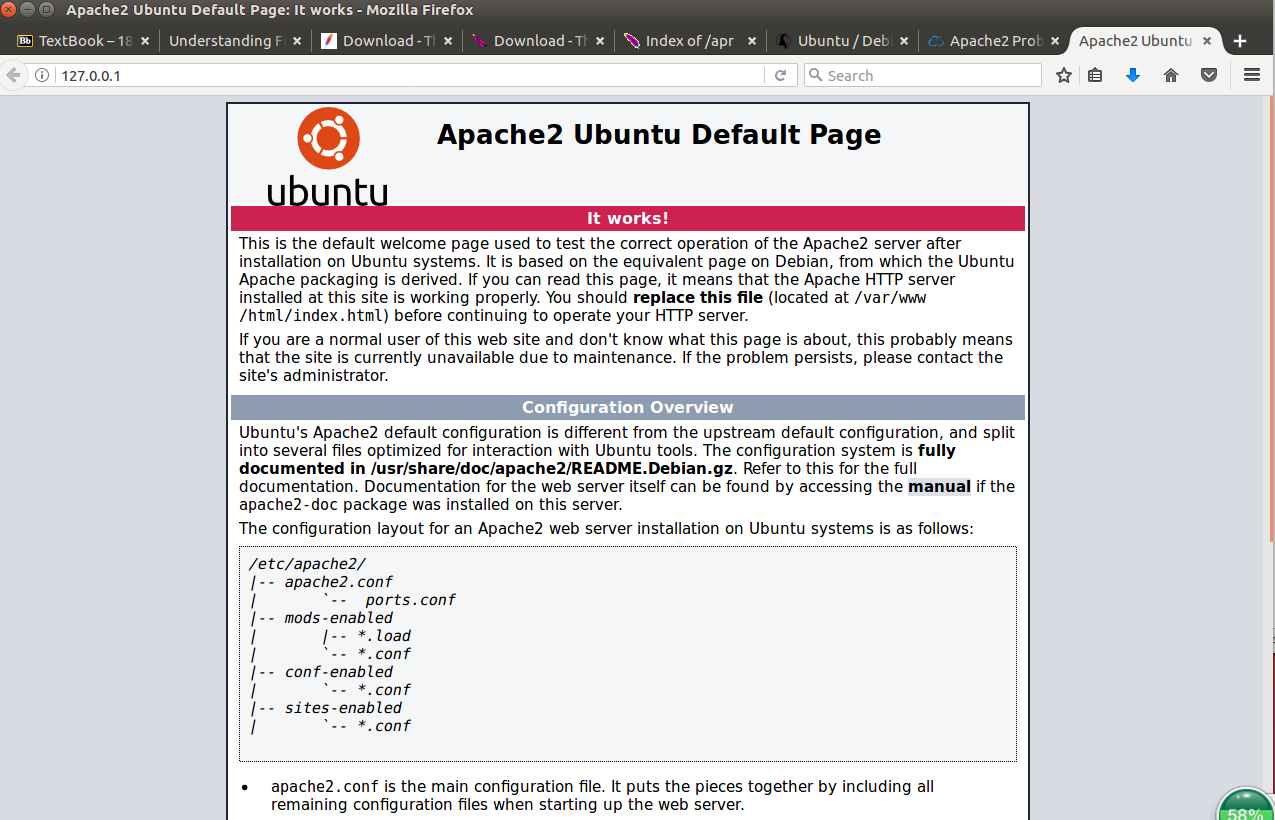 Apache2 Ubuntu Default Page: It works - Mozilla Firefox
Bb TextBook – 18 Understanding F Download - Th Download - Th Index of /apr Ubuntu / Debi Apache2 Prob Apache2 Ubuntu
127.0.0.1 Search
ubuntu
Apache2 Ubuntu Default Page
It works!
This is the default welcome page used to test the correct operation of the Apache2 server after
installation on Ubuntu systems. It is based on the equivalent page on Debian, from which the Ubuntu
Apache packaging is derived. If you can read this page, it means that the Apache HTTP server
installed at this site is working properly. You should replace this file (located at /var/www
/html/index.html) before continuing to operate your HTTP server.
If you are a normal user of this web site and don't know what this page is about, this probably means
that the site is currently unavailable due to maintenance. If the problem persists, please contact the
site's administrator.
Configuration Overview
Ubuntu's Apache2 default configuration is different from the upstream default configuration, and split
into several files optimized for interaction with Ubuntu tools. The configuration system is fully
documented in /usr/share/doc/apache2/README.Debian.gz. Refer to this for the full
documentation. Documentation for the web server itself can be found by accessing the manual if the
apache2-doc package was installed on this server.
The configuration layout for an Apache2 web server installation on Ubuntu systems is as follows:
/etc/apache2/
|-- apache2.conf
|       `--  ports.conf
|-- mods-enabled
|       |-- *.load
|       `-- *.conf
|-- conf-enabled
|       `-- *.conf
|-- sites-enabled
|       `-- *.conf
• apache2.conf is the main configuration file. It puts the pieces together by including all
remaining configuration files when starting up the web server.
58%